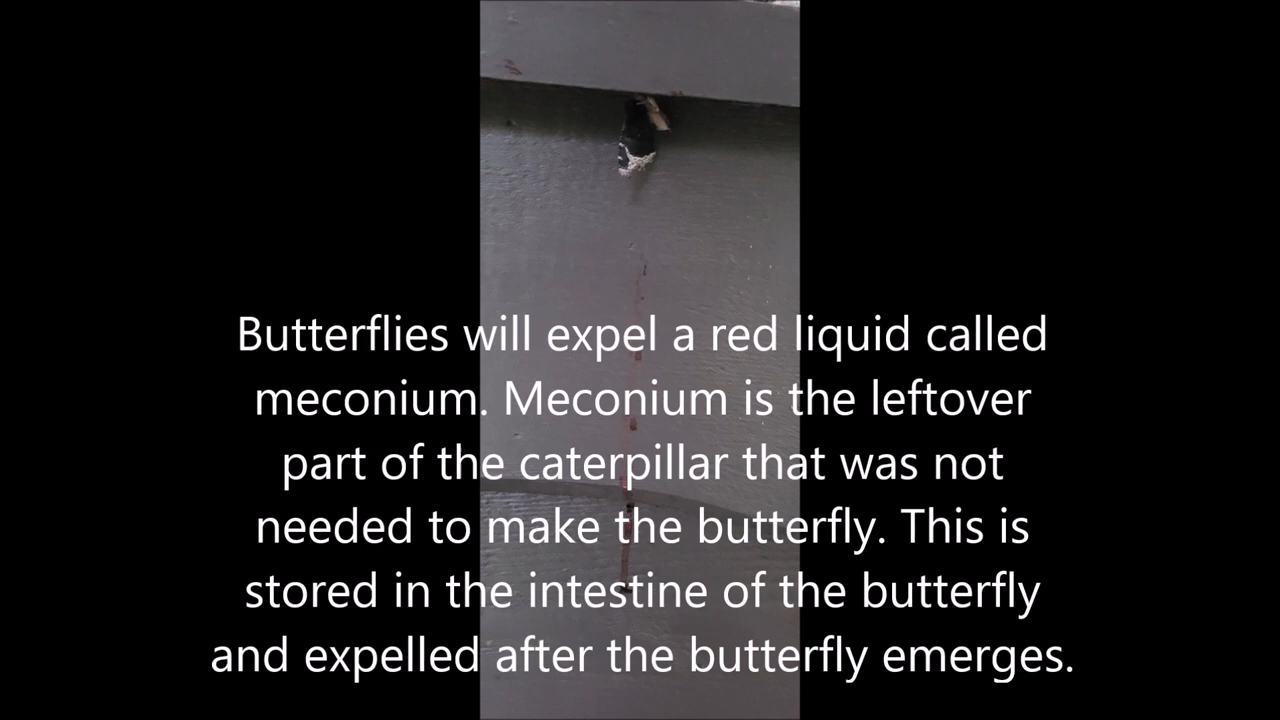 Butterflies will expel a red liquid called
meconium. Meconium is the leftover
part of the caterpillar that was not
needed to make the butterfly. This is
stored in the intestine of the butterfly
and expelled after the butterfly emerges.